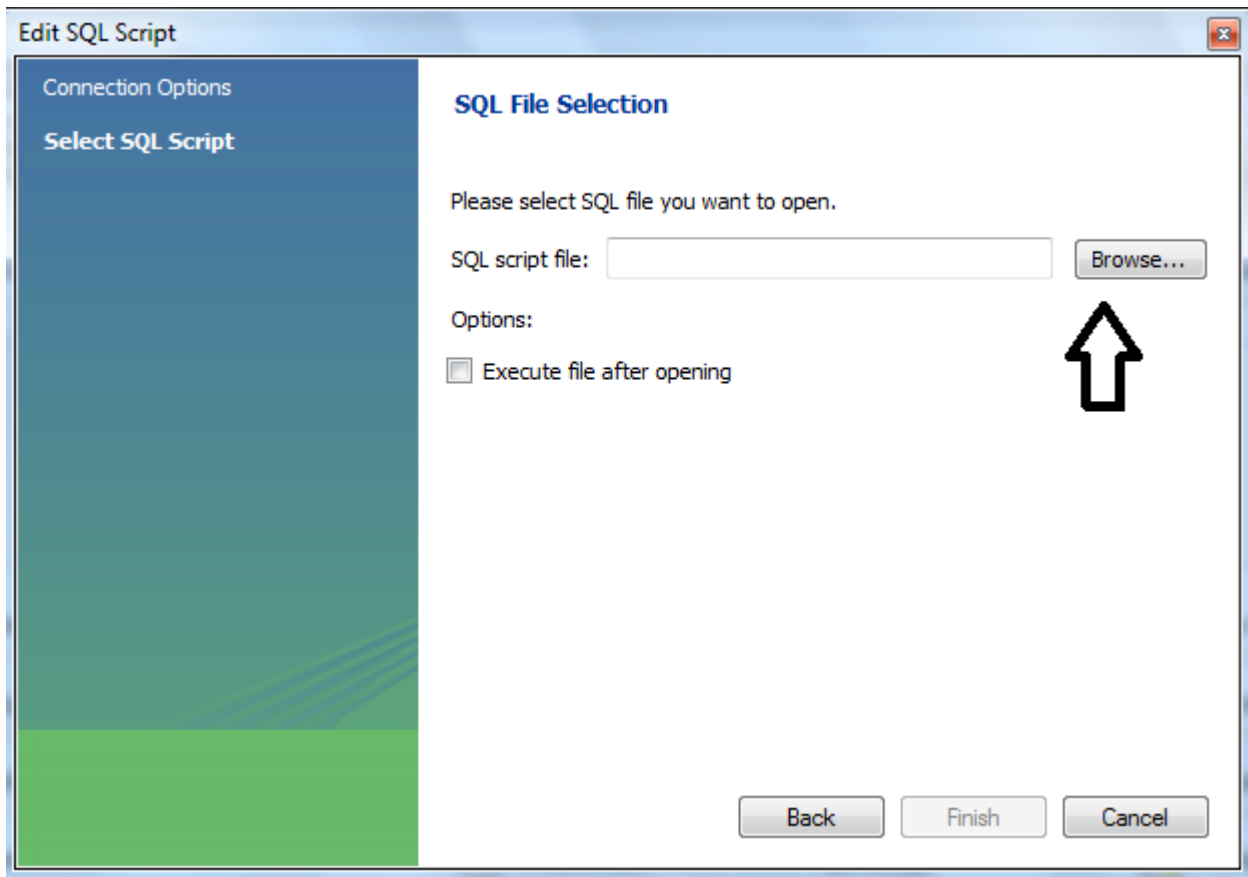 Edit SQL Script
Connection Options
Select SQL Script
SQL File Selection
Please select SQL file you want to open.
SQL script file:
Browse...
Options:
Execute file after opening
Back
Finish
Cancel